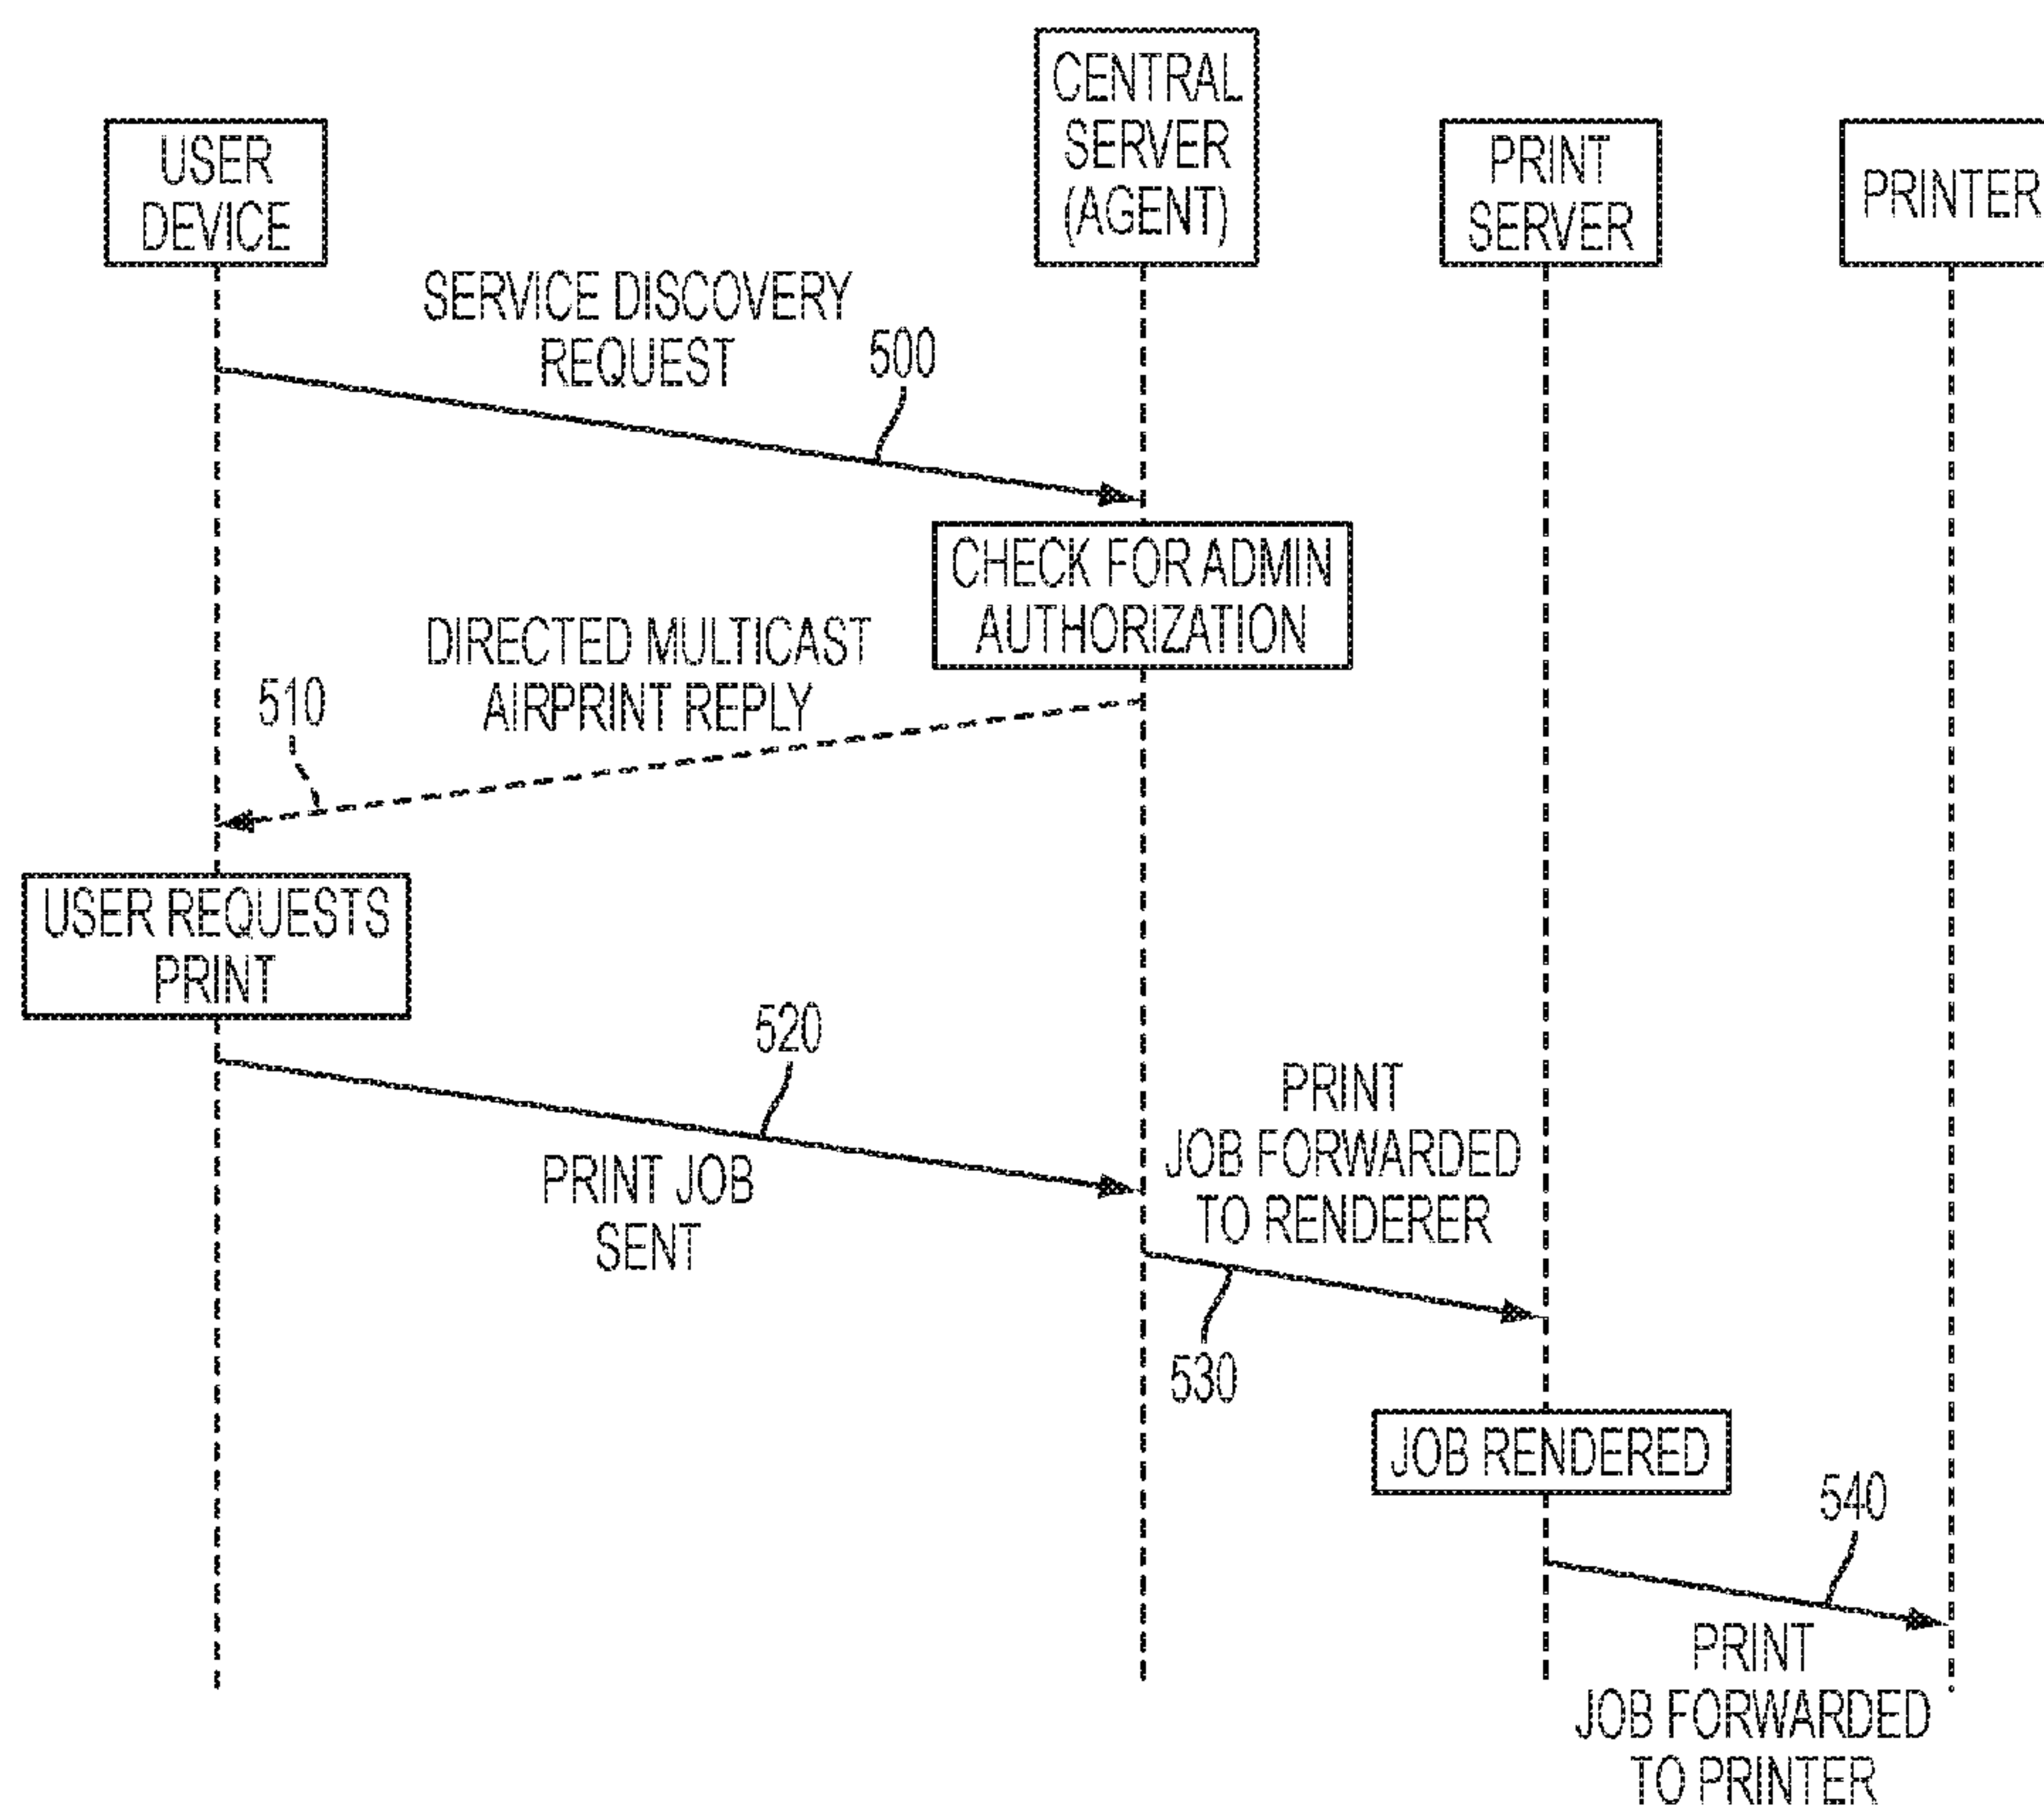 USER
DEVICE
CENTRAL
SERVER
(AGENT)
PRINT
SERVER
PRINTER
SERVICE DISCOVERY
REQUEST
500
CHECK FOR ADMIN
AUTHORIZATION
DIRECTED MULTICAST
AIRPRINT REPLY
510
USER REQUESTS
PRINT
520
PRINT JOB
SENT
PRINT
JOB FORWARDED
TO RENDERER
530
JOB RENDERED
540
PRINT
JOB FORWARDED
TO PRINTER